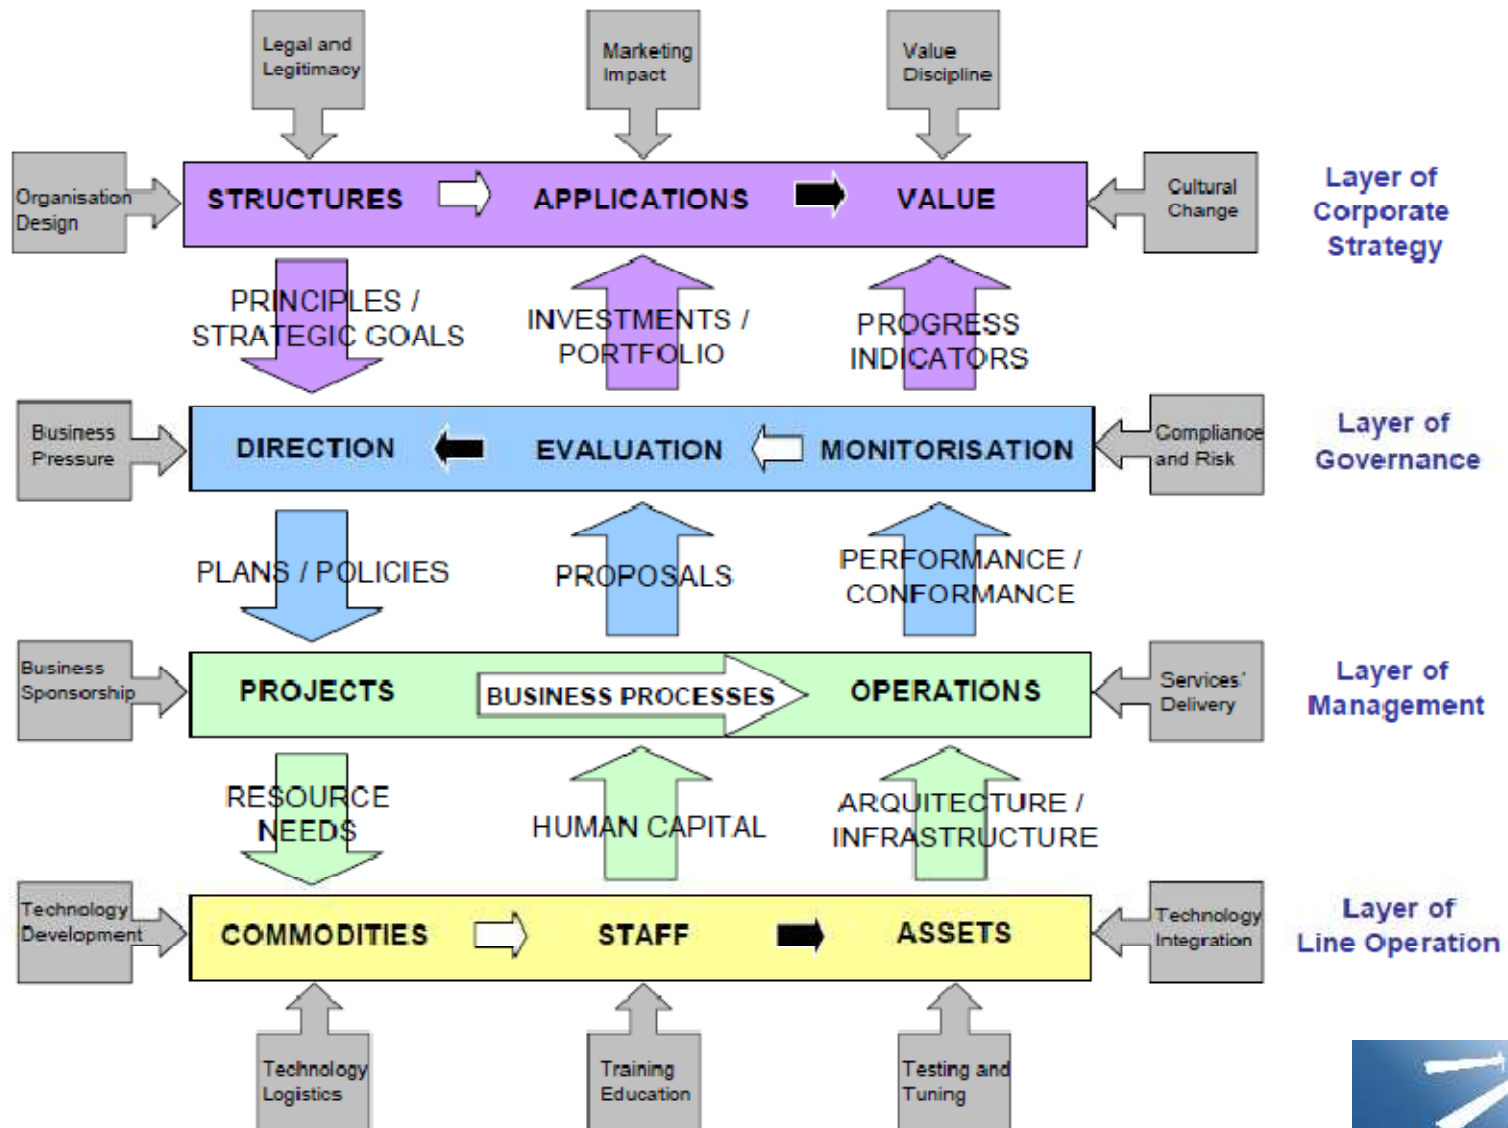 Legal and
Legitimacy
Marketing
Impact
Value
Discipline
Organisation
Design
STRUCTURES
APPLICATIONS
VALUE
Cultural
Change
Layer of
Corporate
Strategy
PRINCIPLES /
STRATEGIC GOALS
INVESTMENTS /
PORTFOLIO
PROGRESS
INDICATORS
Business
Pressure
DIRECTION
EVALUATION
MONITORISATION
Compliance
and Risk
Layer of
Governance
PLANS / POLICIES
PROPOSALS
PERFORMANCE /
CONFORMANCE
Business
Sponsorship
PROJECTS
BUSINESS PROCESSES
OPERATIONS
Services'
Delivery
Layer of
Management
RESOURCE
NEEDS
HUMAN CAPITAL
ARQUITECTURE /
INFRASTRUCTURE
Technology
Development
COMMODITIES
STAFF
ASSETS
Technology
Integration
Layer of
Line Operation
Technology
Logistics
Training
Education
Testing and
Tuning